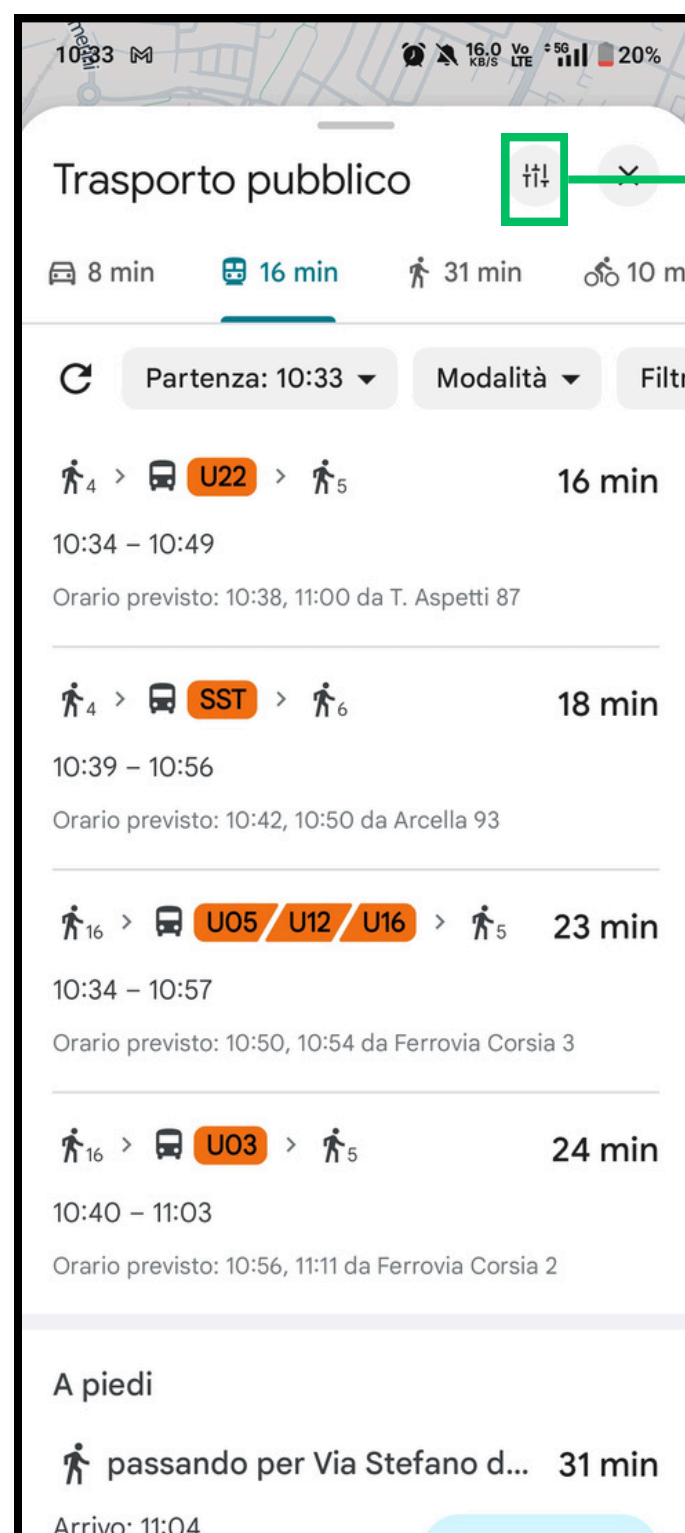 10:33 16.0 KB/S Vo LTE 5G 20%
Trasporto pubblico
8 min 16 min 31 min 10 m
Partenza: 10:33 Modalità Filtr
4 > U22 > 5 16 min
10:34 – 10:49
Orario previsto: 10:38, 11:00 da T. Aspetti 87
4 > SST > 6 18 min
10:39 – 10:56
Orario previsto: 10:42, 10:50 da Arcella 93
16 > U05 / U12 / U16 > 5 23 min
10:34 – 10:57
Orario previsto: 10:50, 10:54 da Ferrovia Corsia 3
16 > U03 > 5 24 min
10:40 – 11:03
Orario previsto: 10:56, 11:11 da Ferrovia Corsia 2
A piedi
passando per Via Stefano d... 31 min
Arrivo: 11:04